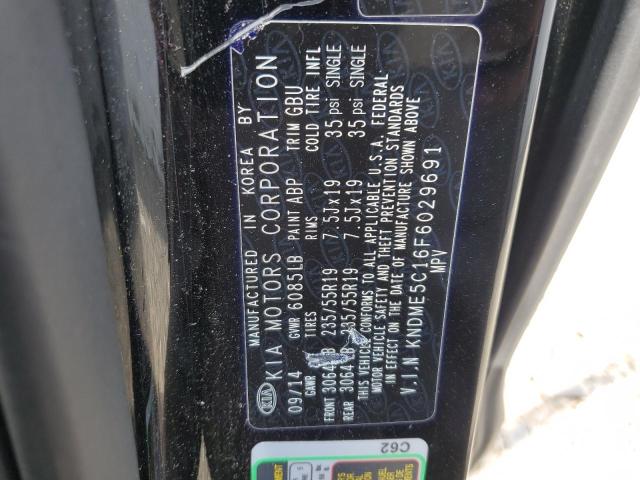 MANUFACTURED IN KOREA BY
KIA KIA MOTORS CORPORATION
09/14 GVWR 6085LB PAINT ABP TRIM GBU
GAWR TIRES RIMS COLD TIRE INFL
FRONT 3064 LB 235/55R19 7.5Jx19 35 psi SINGLE
REAR 3064 LB 235/55R19 7.5Jx19 35 psi SINGLE
THIS VEHICLE CONFORMS TO ALL APPLICABLE U.S.A. FEDERAL
MOTOR VEHICLE SAFETY AND THEFT PREVENTION STANDARDS
IN EFFECT ON THE DATE OF MANUFACTURE SHOWN ABOVE
V.I.N KNDME5C16F6029691
MPV
C62